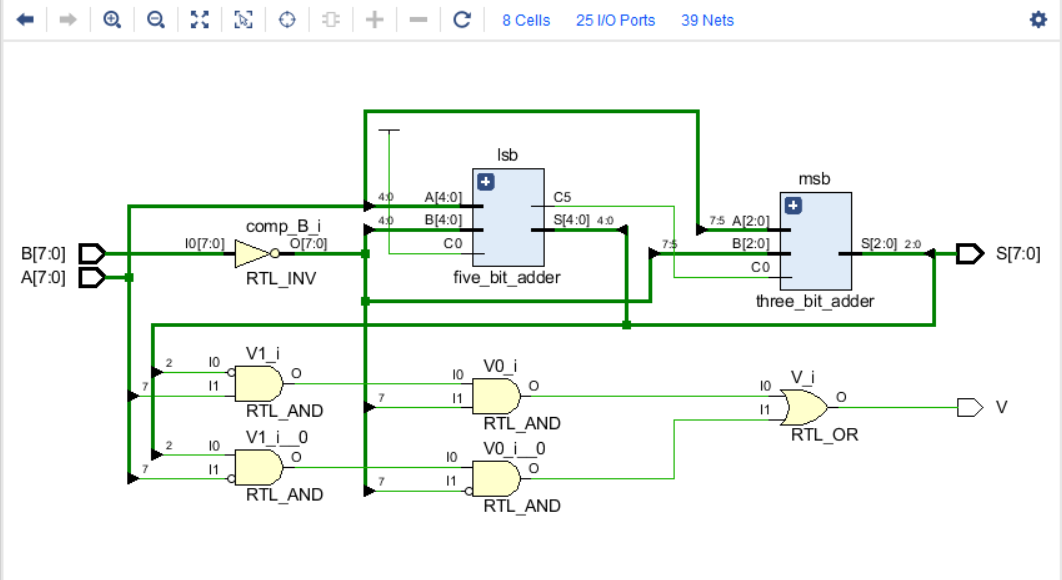 8 Cells 25 I/O Ports 39 Nets
lsb
msb
4:0 A[4:0] C5
comp_B_i 4:0 B[4:0] S[4:0] 4:0 7:5 A[2:0]
B[7:0] I0[7:0] O[7:0] C0 7:5 B[2:0] S[2:0] 2:0 S[7:0]
A[7:0] RTL_INV five_bit_adder C0
three_bit_adder
V1_i
2 I0 O V0_i
7 I1 I0 O V_i
RTL_AND 7 I1 I0 O V
RTL_AND I1
V1_i__0 RTL_OR
2 I0 O V0_i__0
7 I1 I0 O
RTL_AND 7 I1
RTL_AND